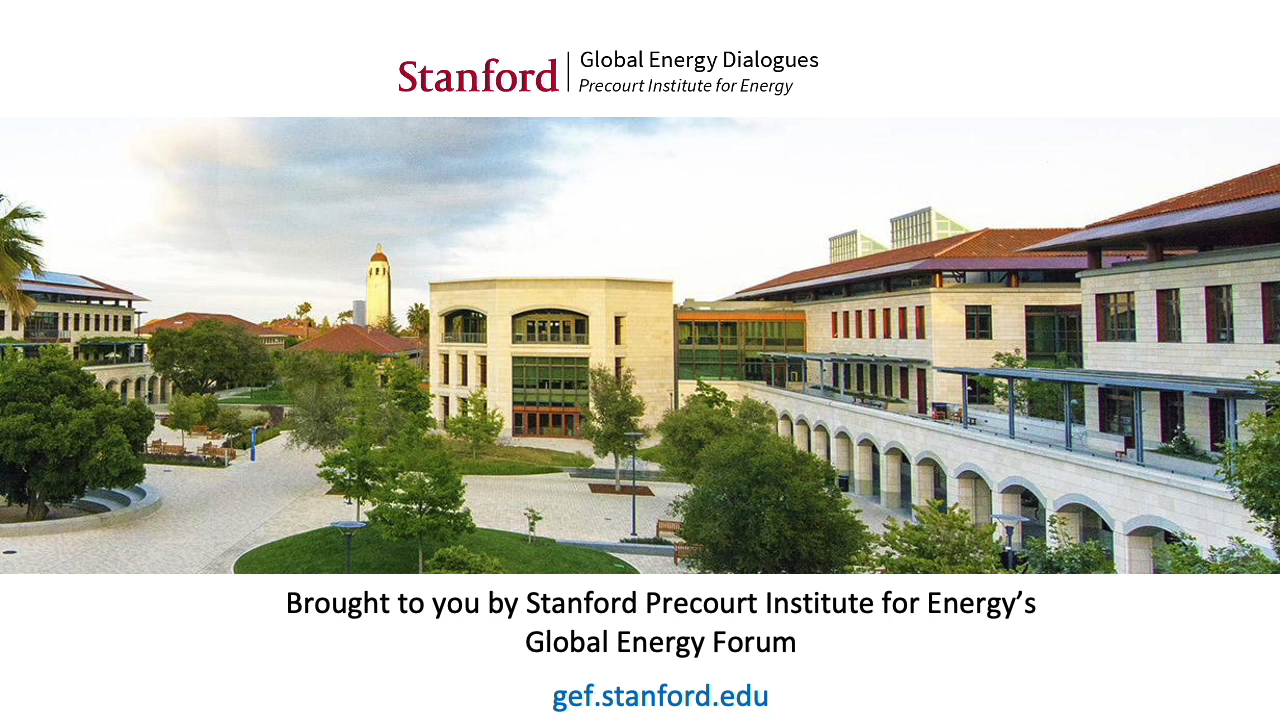 Stanford
Global Energy Dialogues
Precourt Institute for Energy
Brought to you by Stanford Precourt Institute for Energy’s
Global Energy Forum
gef.stanford.edu